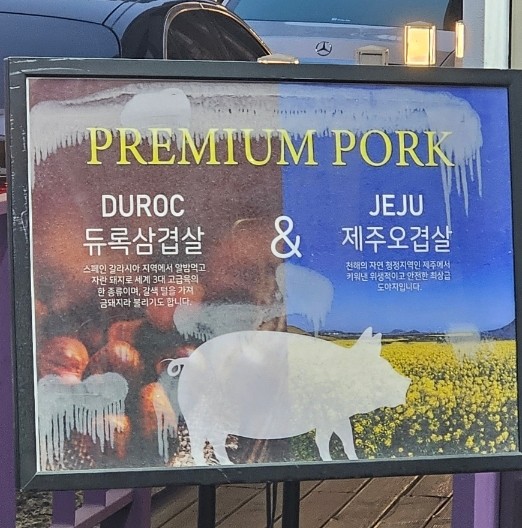 PREMIUM PORK
DUROC
듀록삼겹살
스페인 갈라시아 지역에서 알밤먹고
자란 돼지로 세계 3대 고급육의
한 종류이며, 갈색 털을 가져
금돼지라 불리기도 합니다.
&
JEJU
제주오겹살
천혜의 자연 청정지역인 제주에서
키워낸 위생적이고 안전한 최상급
도야지입니다.